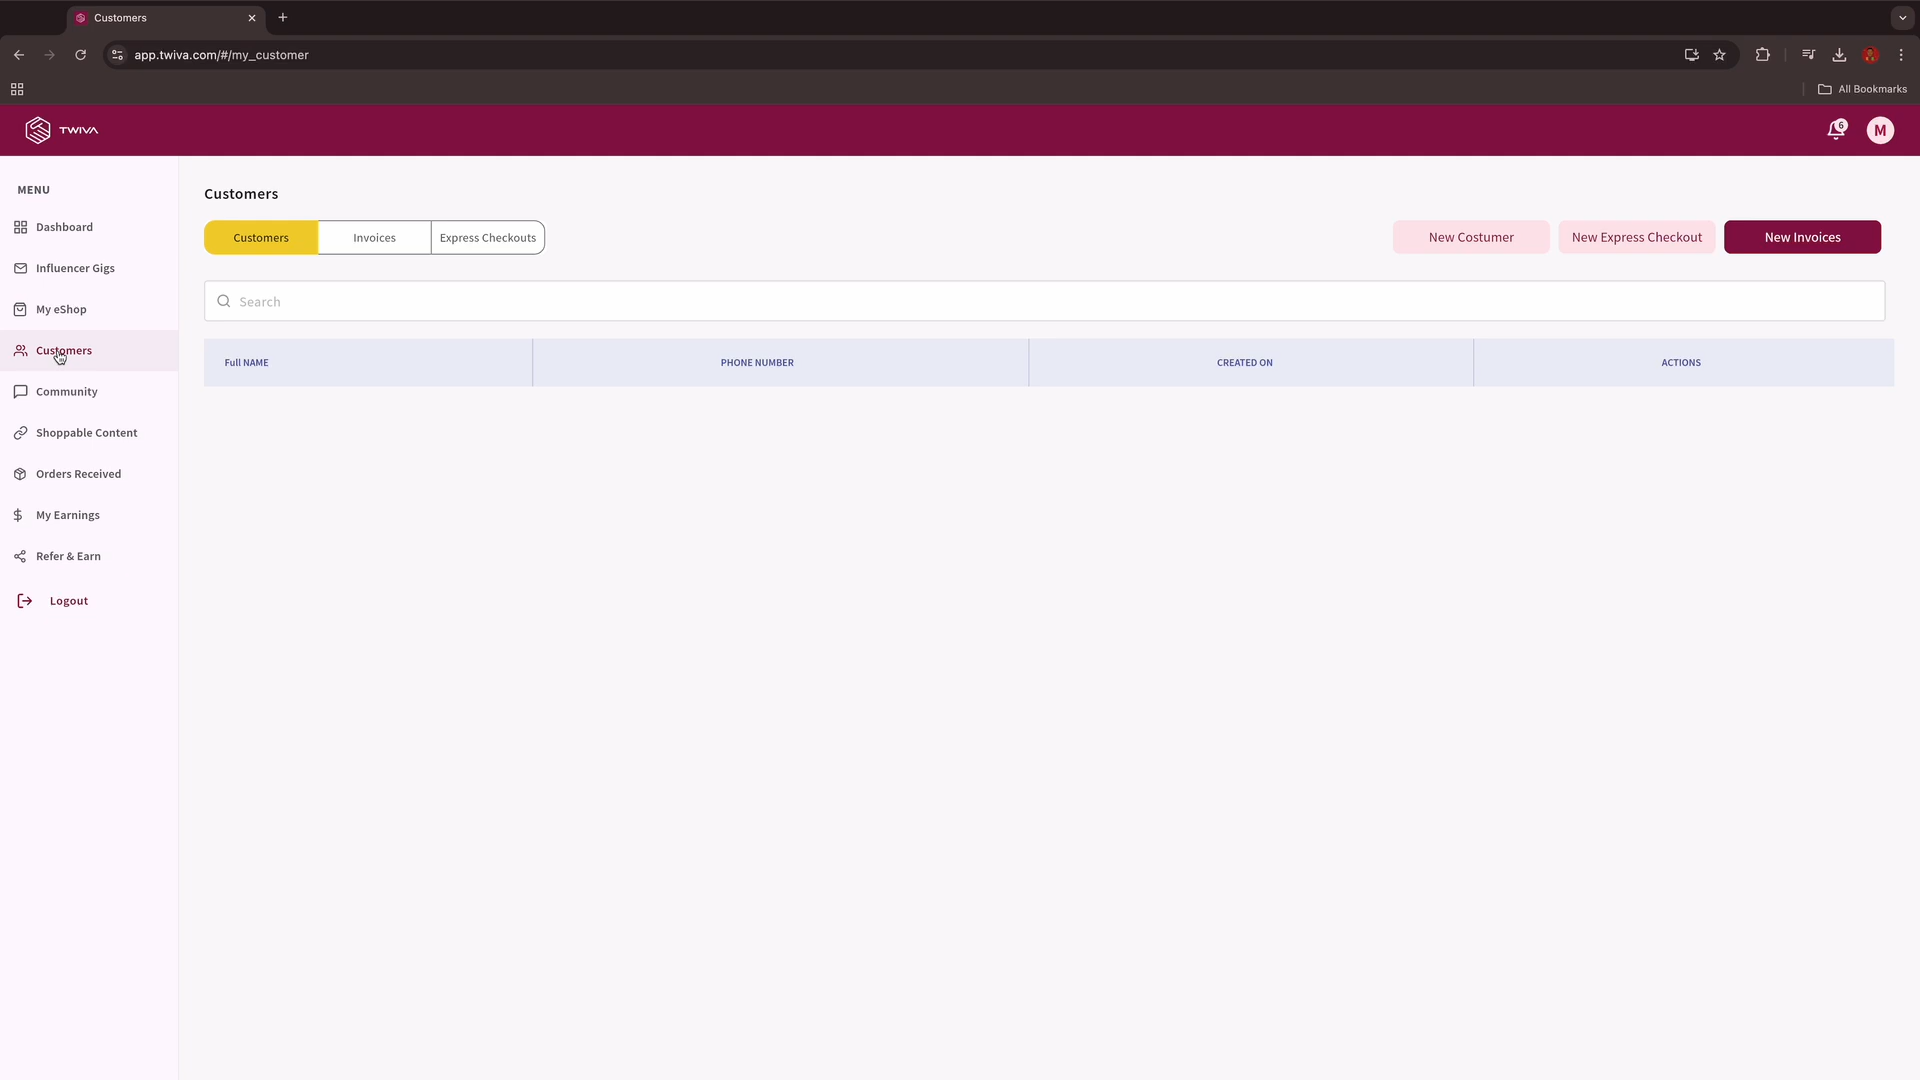 Customers
app.twiva.com/#/my_customer
All Bookmarks
TWIVA
6
M
MENU
Dashboard
Influencer Gigs
My eShop
Customers
Community
Shoppable Content
Orders Received
My Earnings
Refer & Earn
Logout
Customers
Customers Invoices Express Checkouts
New Costumer New Express Checkout New Invoices
Search
Full NAME PHONE NUMBER CREATED ON ACTIONS